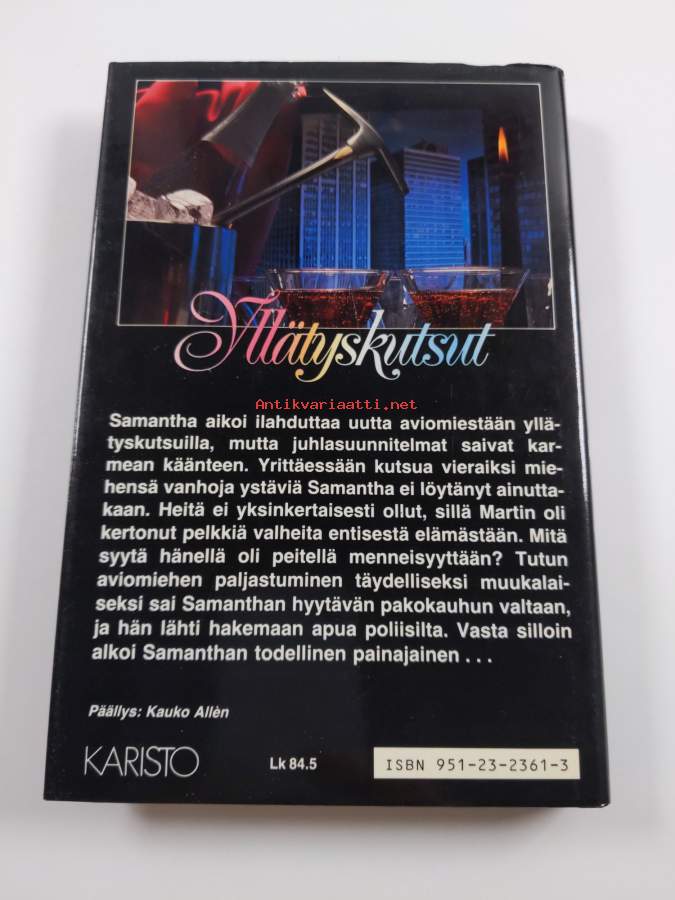 Yllätyskutsut
Antikvariaatti.net
Samantha aikoi ilahduttaa uutta aviomiestään yllä-
tyskutsuilla, mutta juhlasuunnitelmat saivat kar-
mean käänteen. Yrittäessään kutsua vieraiksi mie-
hensä vanhoja ystäviä Samantha ei löytänyt ainutta-
kaan. Heitä ei yksinkertaisesti ollut, sillä Martin oli
kertonut pelkkiä valheita entisestä elämästään. Mitä
syytä hänellä oli peitellä menneisyyttään? Tutun
aviomiehen paljastuminen täydelliseksi muukalai-
seksi sai Samanthan hyytävän pakokauhun valtaan,
ja hän lähti hakemaan apua poliisilta. Vasta silloin
alkoi Samanthan todellinen painajainen ...
Päällys: Kauko Allèn
KARISTO
Lk 84.5
ISBN 951-23-2361-3